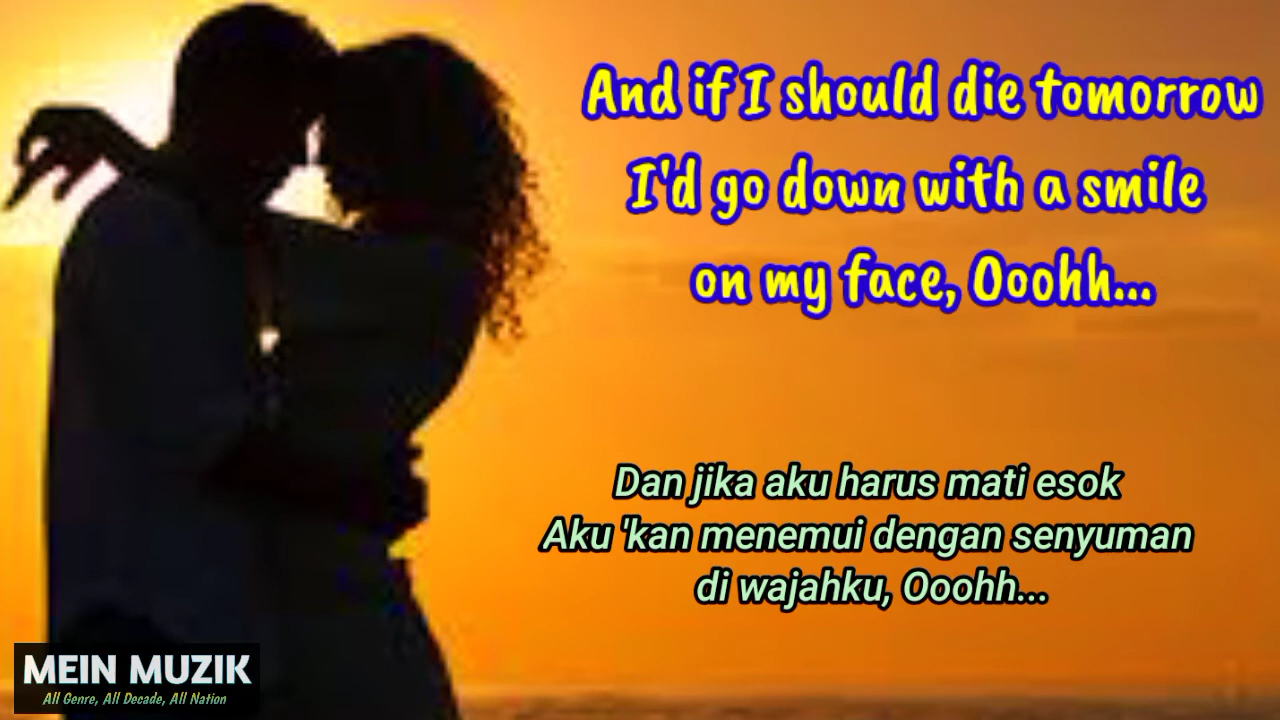 And if I should die tomorrow
I'd go down with a smile
on my face, Ooohh...
Dan jika aku harus mati esok
Aku 'kan menemui dengan senyuman
di wajahku, Ooohh...
MEIN MUZIK
All Genre, All Decade, All Nation